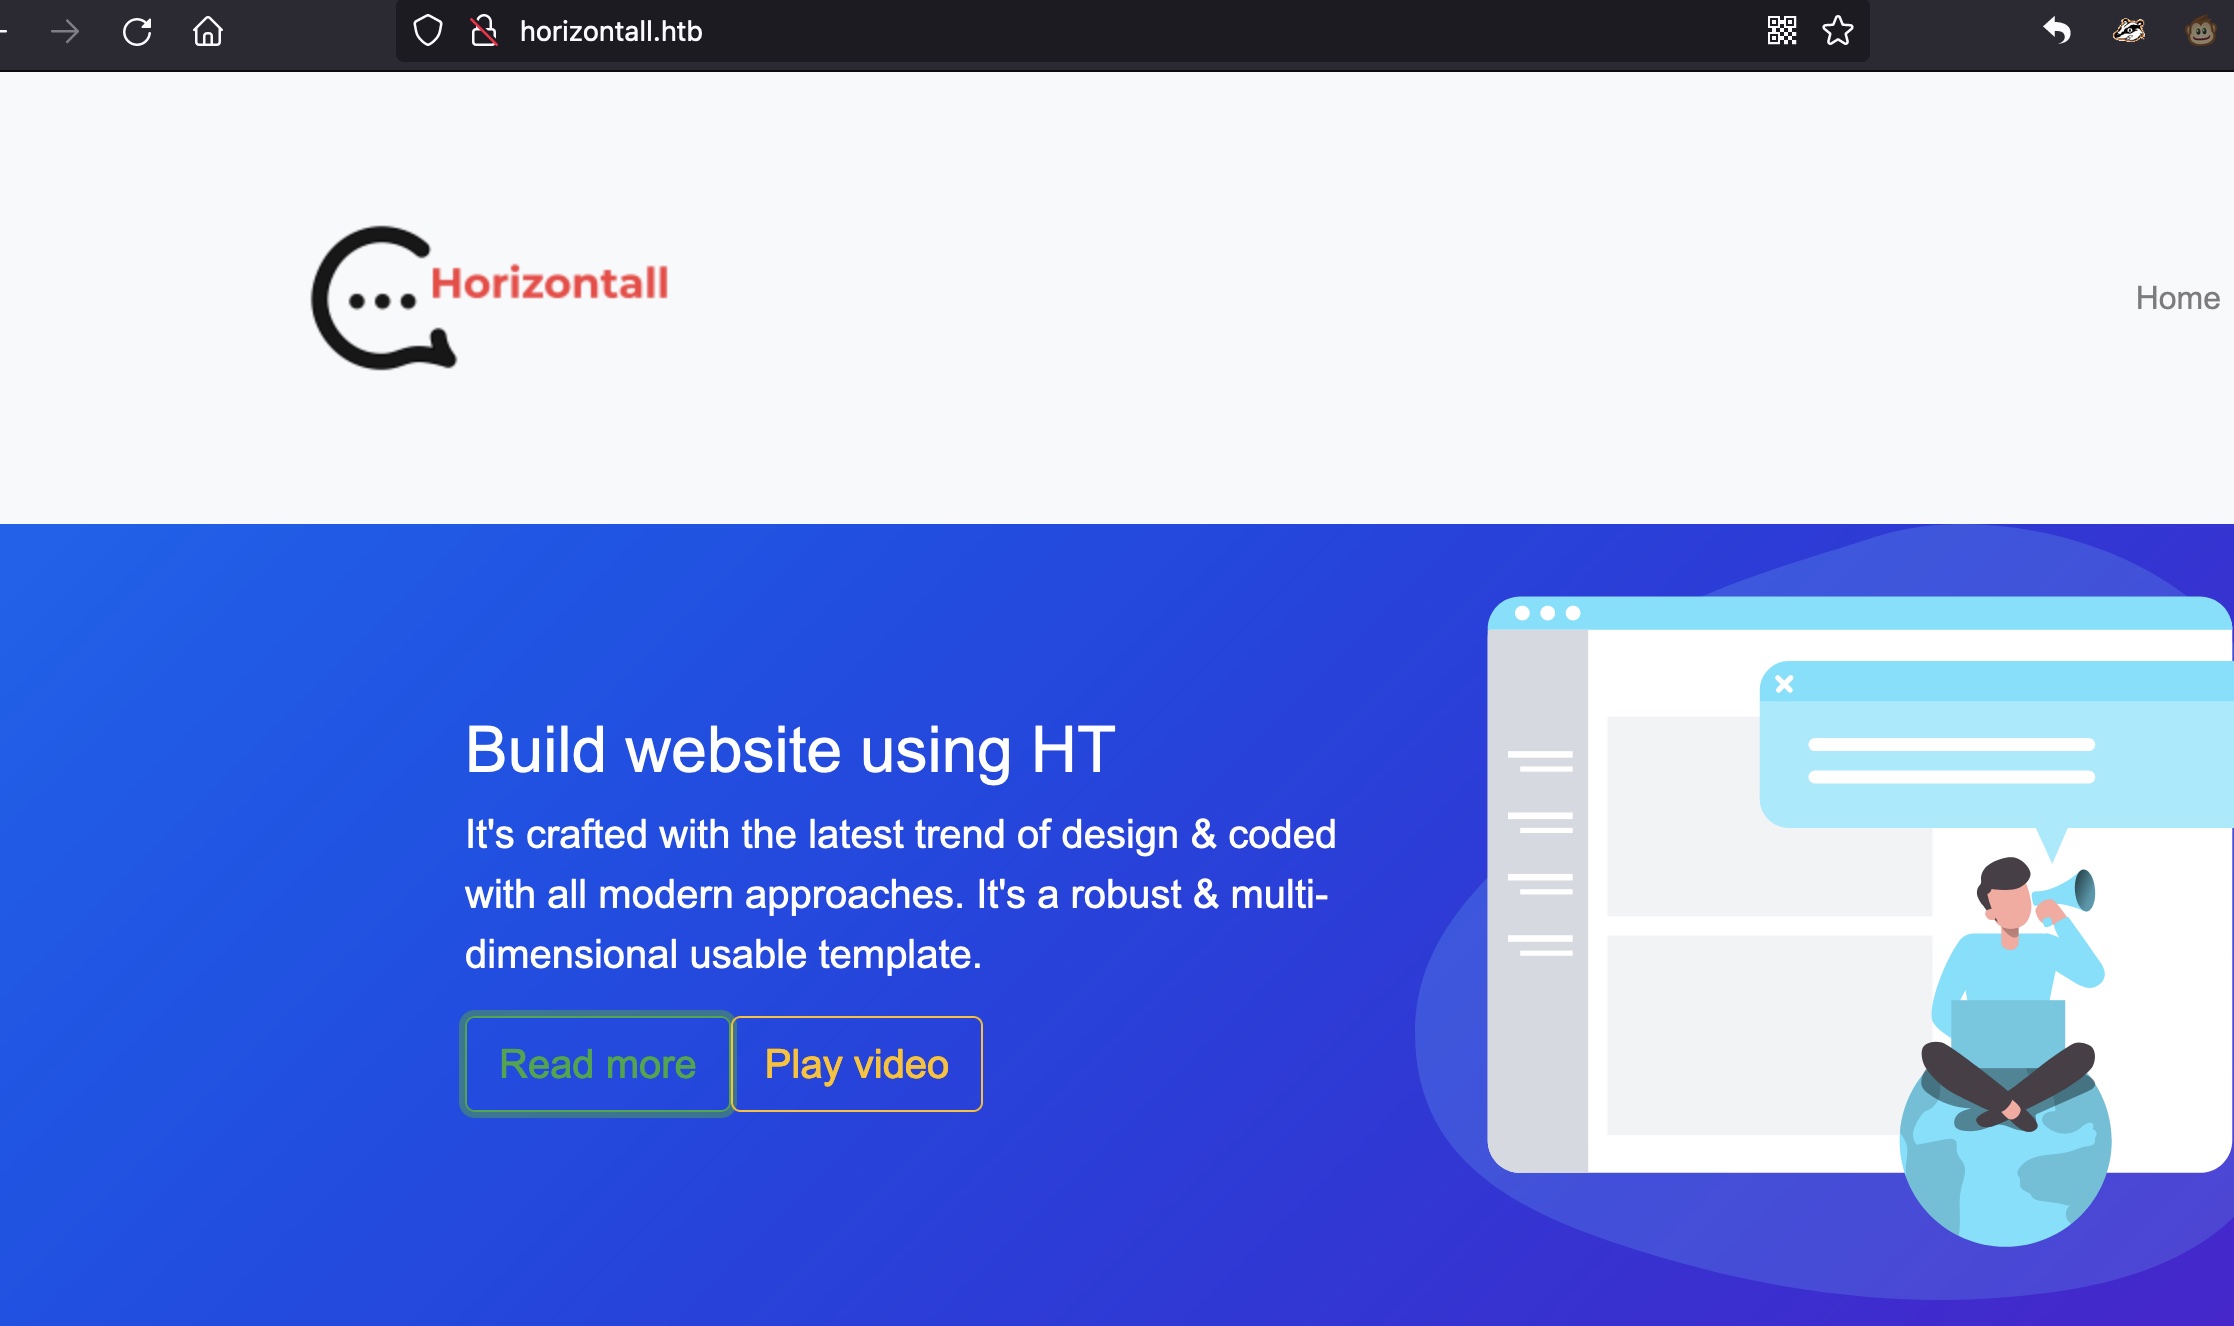 horizontall.htb
Horizontall
Home
Build website using HT
It's crafted with the latest trend of design & coded
with all modern approaches. It's a robust & multi-
dimensional usable template.
Read more
Play video